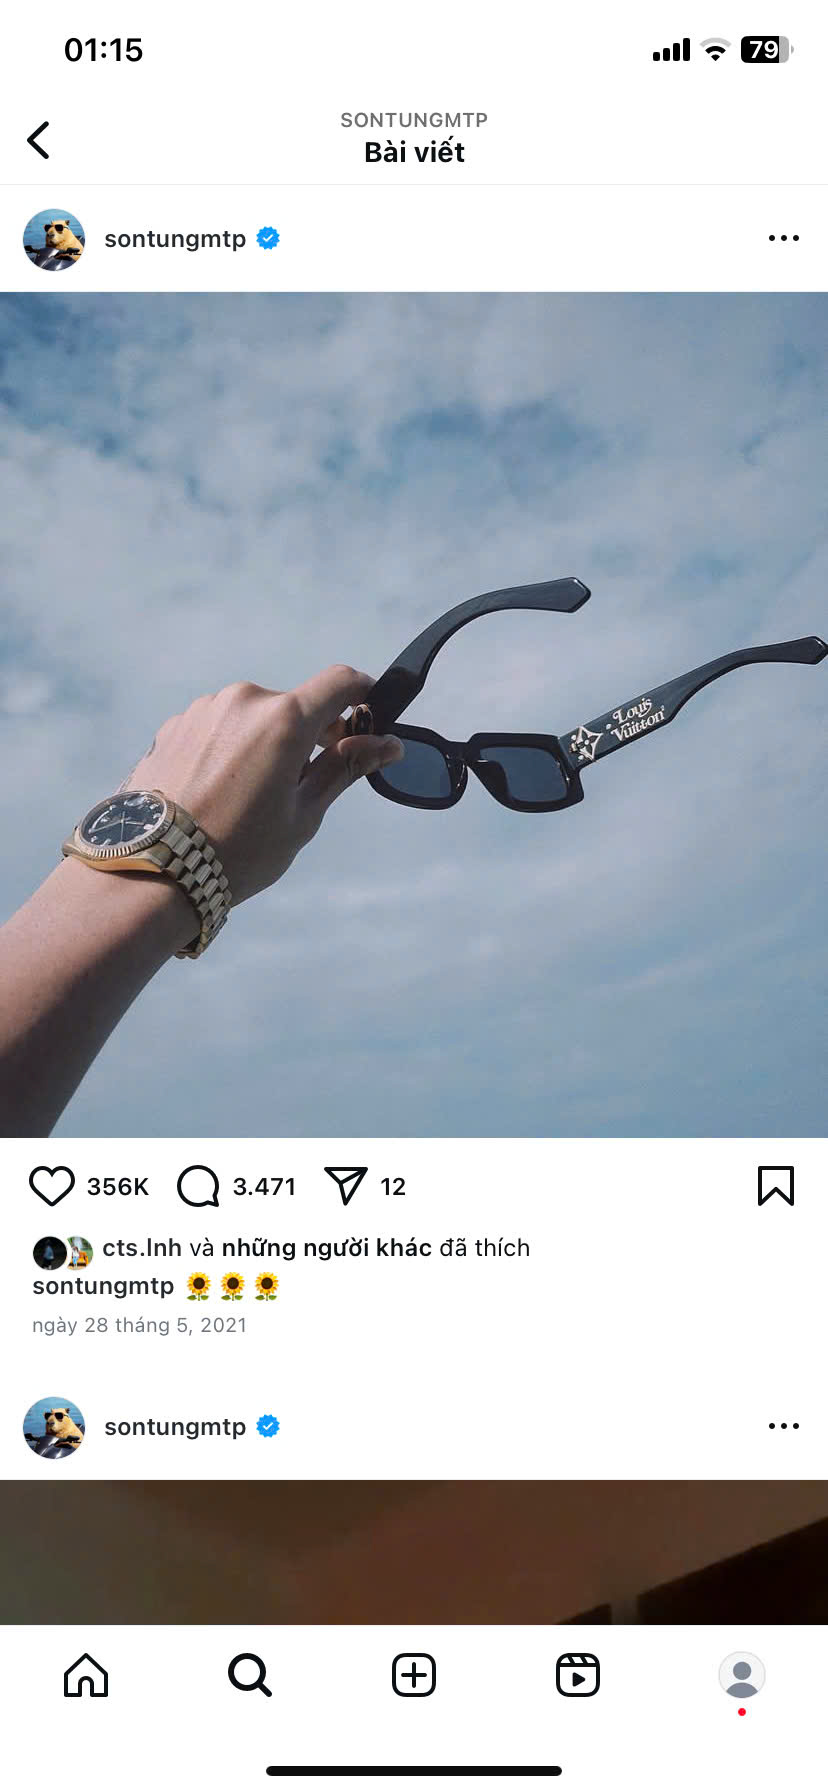 01:15
79
SONTUNGMTP
Bài viết
sontungmtp
Louis
Vuitton
356K 3.471 12
cts.lnh và những người khác đã thích
sontungmtp 🌻🌻🌻
ngày 28 tháng 5, 2021
sontungmtp